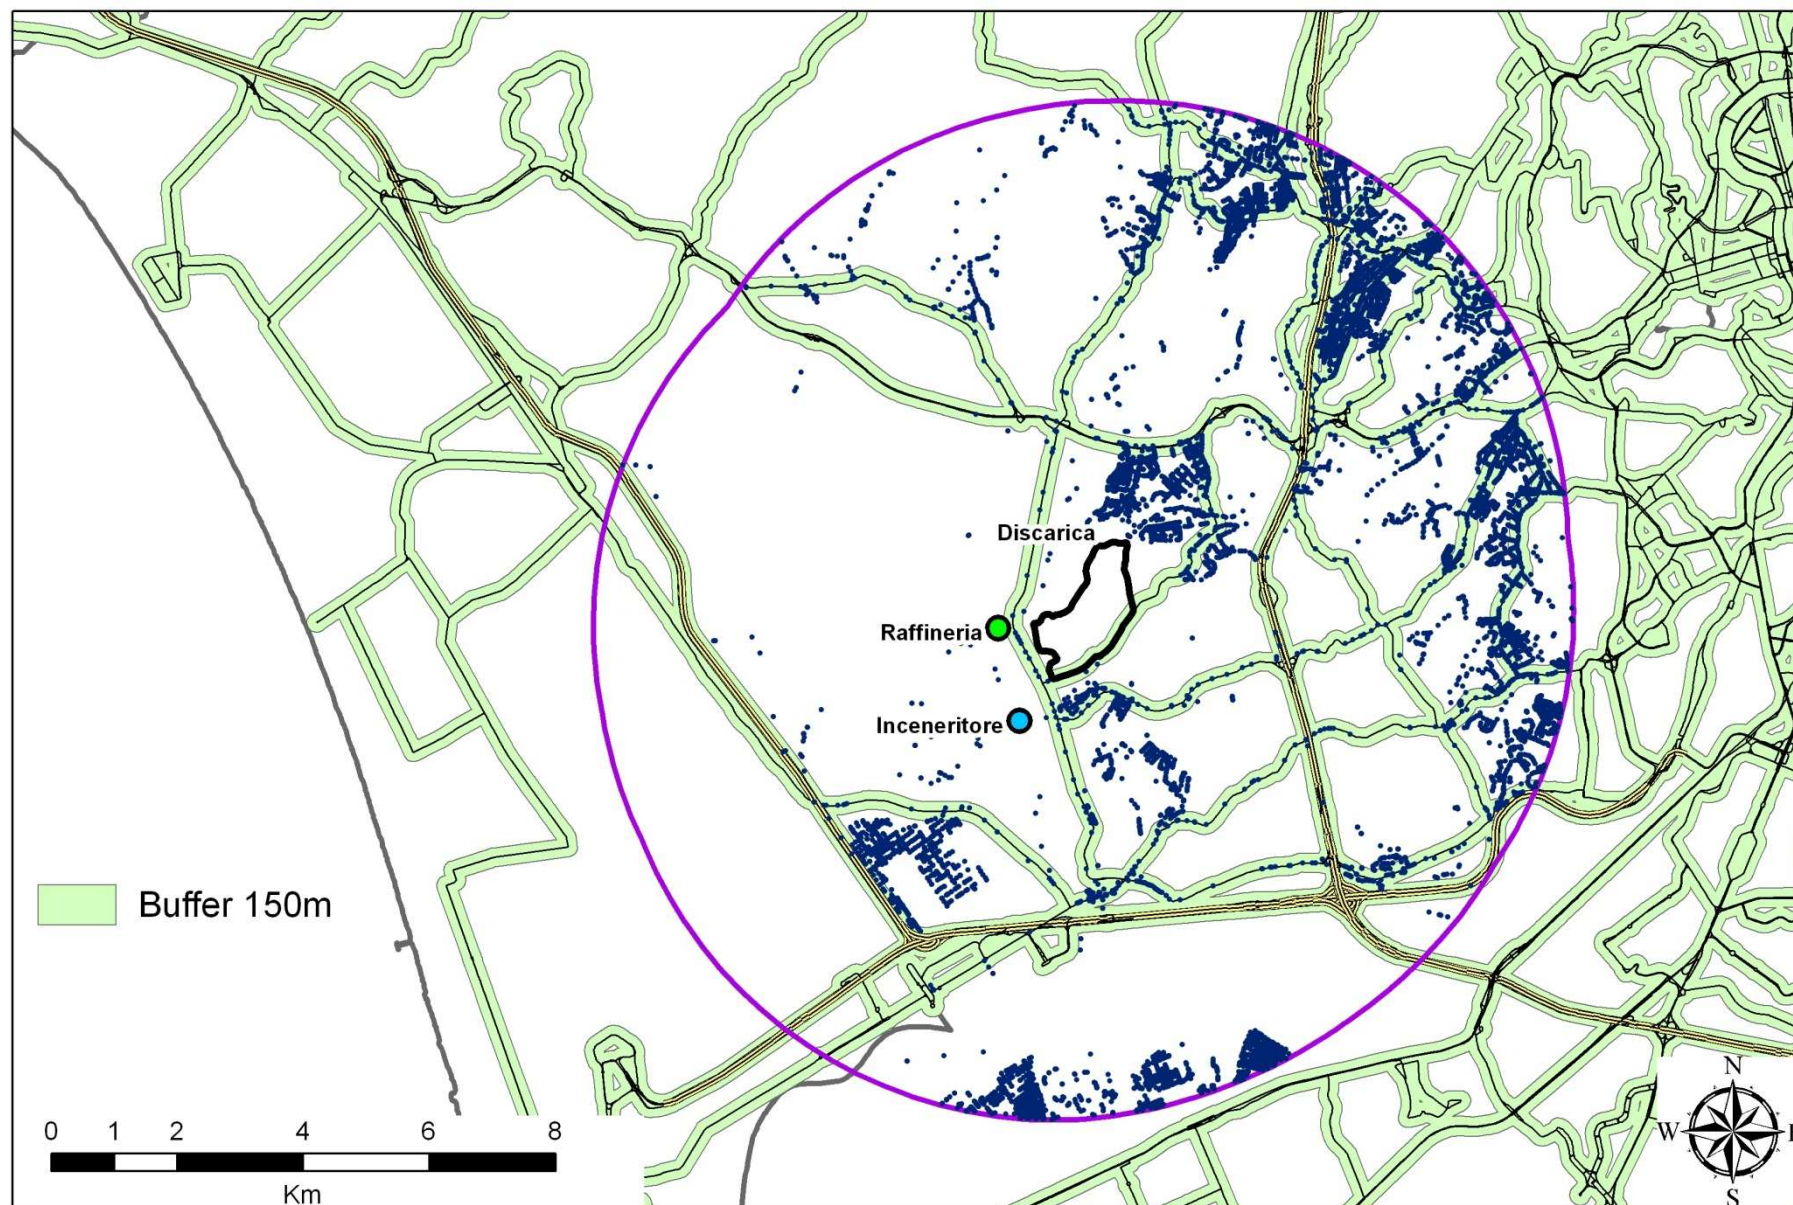 Discarica
Raffineria
Inceneritore
Buffer 150m
0 1 2 4 6 8
Km
N
W
S